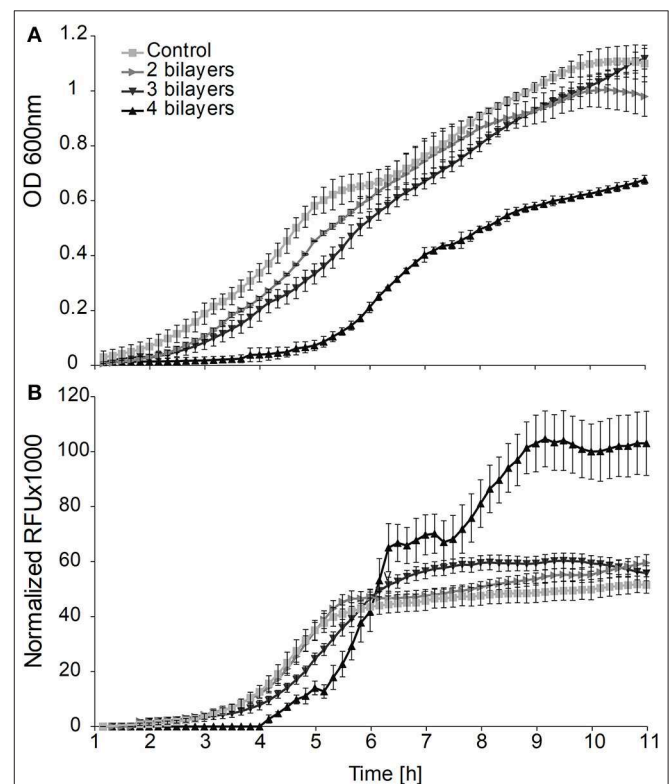 A
1.2
1
0.8
0.6
0.4
0.2
0
OD 600nm
Control
2 bilayers
3 bilayers
4 bilayers
B
120
100
80
60
40
20
0
Normalized RFUx1000
1 2 3 4 5 6 7 8 9 10 11
Time [h]